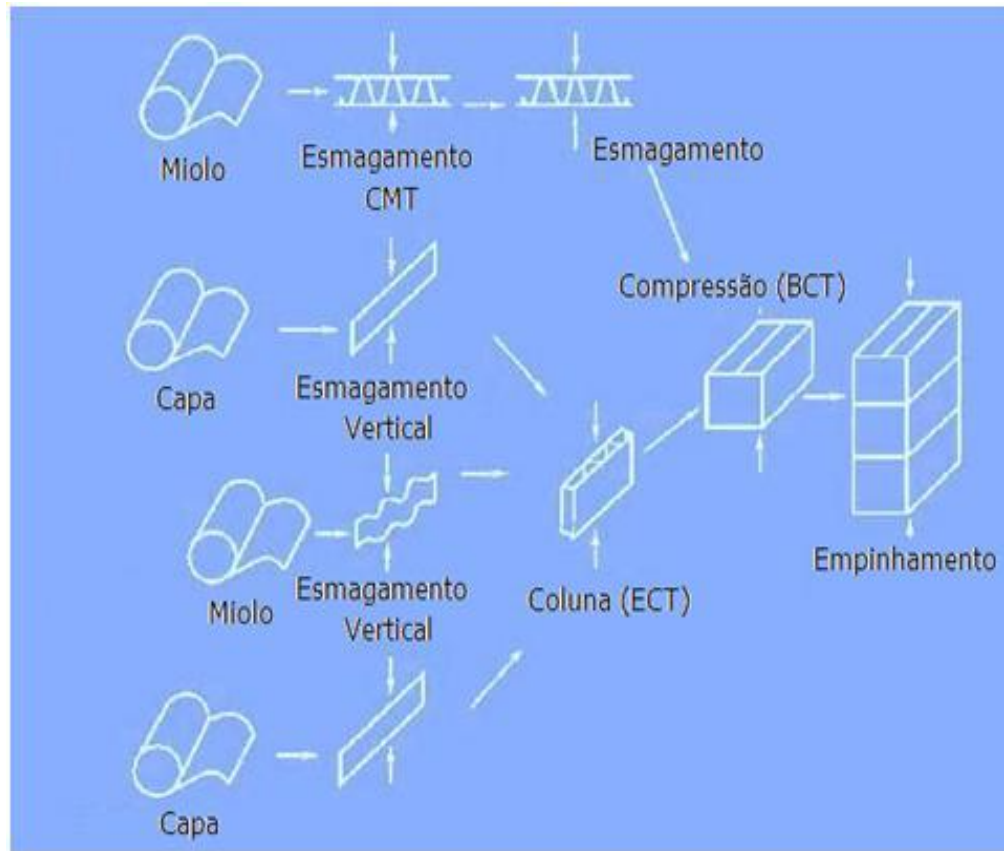 Miolo
Esmagamento
CMT
Esmagamento
Compressão (BCT)
Capa
Esmagamento
Vertical
Miolo
Esmagamento
Vertical
Coluna (ECT)
Empinhamento
Capa